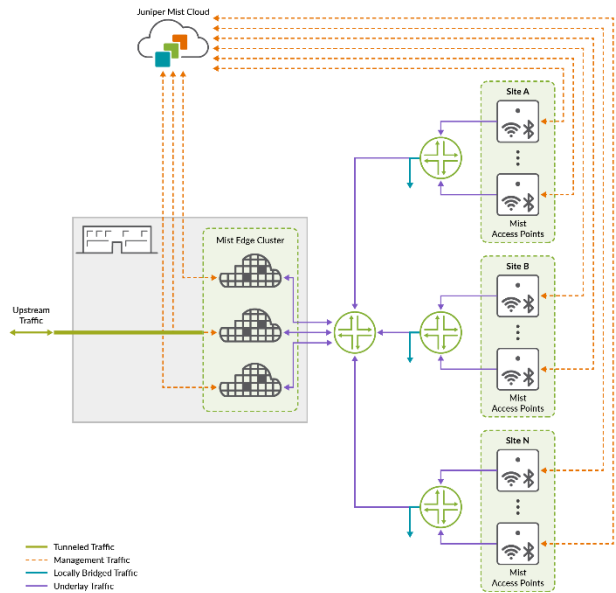 Juniper Mist Cloud
Site A
Mist
Access Points
Mist Edge Cluster
Site B
Upstream
Traffic
Mist
Access Points
Site N
Mist
Access Points
Tunneled Traffic
Management Traffic
Locally Bridged Traffic
Underlay Traffic